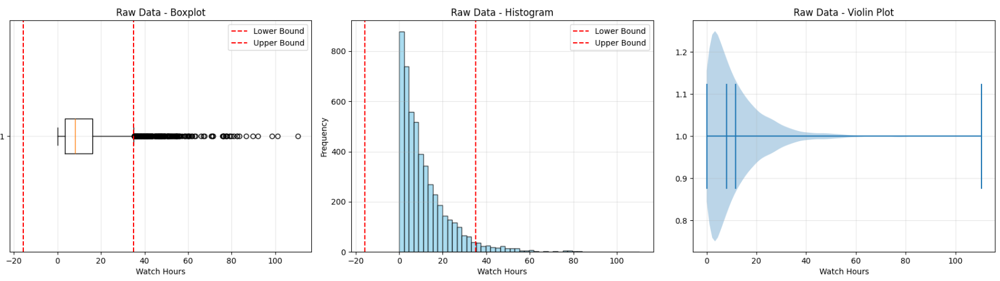 Raw Data - Boxplot
Lower Bound
Upper Bound
1
−20 0 20 40 60 80 100
Watch Hours
Raw Data - Histogram
Lower Bound
Upper Bound
Frequency
800
600
400
200
0
−20 0 20 40 60 80 100
Watch Hours
Raw Data - Violin Plot
1.2
1.1
1.0
0.9
0.8
0 20 40 60 80 100
Watch Hours